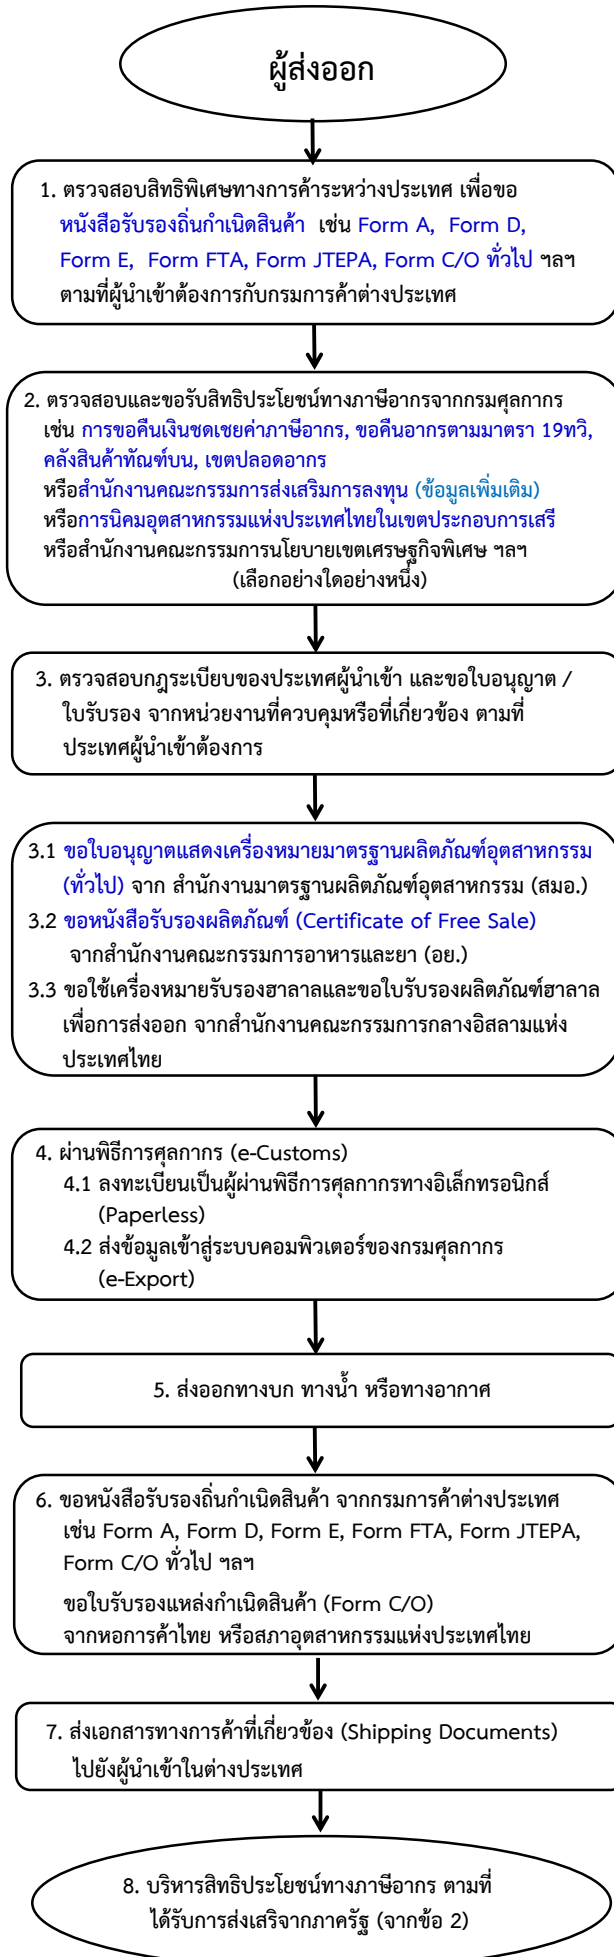 ผู้ส่งออก
1. ตรวจสอบสิทธิพิเศษทางการค้าระหว่างประเทศ เพื่อขอ
หนังสือรับรองถิ่นกำเนิดสินค้า เช่น Form A, Form D,
Form E, Form FTA, Form JTEPA, Form C/O ทั่วไป ฯลฯ
ตามที่ผู้นำเข้าต้องการกับกรมการค้าต่างประเทศ
2. ตรวจสอบและขอรับสิทธิประโยชน์ทางภาษีอากรจากกรมศุลกากร
เช่น การขอคืนเงินชดเชยค่าภาษีอากร, ขอคืนอากรตามมาตรา 19ทวิ,
คลังสินค้าทัณฑ์บน, เขตปลอดอากร
หรือสำนักงานคณะกรรมการส่งเสริมการลงทุน (ข้อมูลเพิ่มเติม)
หรือการนิคมอุตสาหกรรมแห่งประเทศไทยในเขตประกอบการเสรี
หรือสำนักงานคณะกรรมการนโยบายเขตเศรษฐกิจพิเศษ ฯลฯ
(เลือกอย่างใดอย่างหนึ่ง)
3. ตรวจสอบกฎระเบียบของประเทศผู้นำเข้า และขอใบอนุญาต /
ใบรับรอง จากหน่วยงานที่ควบคุมหรือที่เกี่ยวข้อง ตามที่
ประเทศผู้นำเข้าต้องการ
3.1 ขอใบอนุญาตแสดงเครื่องหมายมาตรฐานผลิตภัณฑ์อุตสาหกรรม
(ทั่วไป) จาก สำนักงานมาตรฐานผลิตภัณฑ์อุตสาหกรรม (สมอ.)
3.2 ขอหนังสือรับรองผลิตภัณฑ์ (Certificate of Free Sale)
จากสำนักงานคณะกรรมการอาหารและยา (อย.)
3.3 ขอใช้เครื่องหมายรับรองฮาลาลและขอใบรับรองผลิตภัณฑ์ฮาลาล
เพื่อการส่งออก จากสำนักงานคณะกรรมการกลางอิสลามแห่ง
ประเทศไทย
4. ผ่านพิธีการศุลกากร (e-Customs)
4.1 ลงทะเบียนเป็นผู้ผ่านพิธีการศุลกากรทางอิเล็กทรอนิกส์
(Paperless)
4.2 ส่งข้อมูลเข้าสู่ระบบคอมพิวเตอร์ของกรมศุลกากร
(e-Export)
5. ส่งออกทางบก ทางน้ำ หรือทางอากาศ
6. ขอหนังสือรับรองถิ่นกำเนิดสินค้า จากกรมการค้าต่างประเทศ
เช่น Form A, Form D, Form E, Form FTA, Form JTEPA,
Form C/O ทั่วไป ฯลฯ
ขอใบรับรองแหล่งกำเนิดสินค้า (Form C/O)
จากหอการค้าไทย หรือสภาอุตสาหกรรมแห่งประเทศไทย
7. ส่งเอกสารทางการค้าที่เกี่ยวข้อง (Shipping Documents)
ไปยังผู้นำเข้าในต่างประเทศ
8. บริหารสิทธิประโยชน์ทางภาษีอากร ตามที่
ได้รับการส่งเสริจากภาครัฐ (จากข้อ 2)